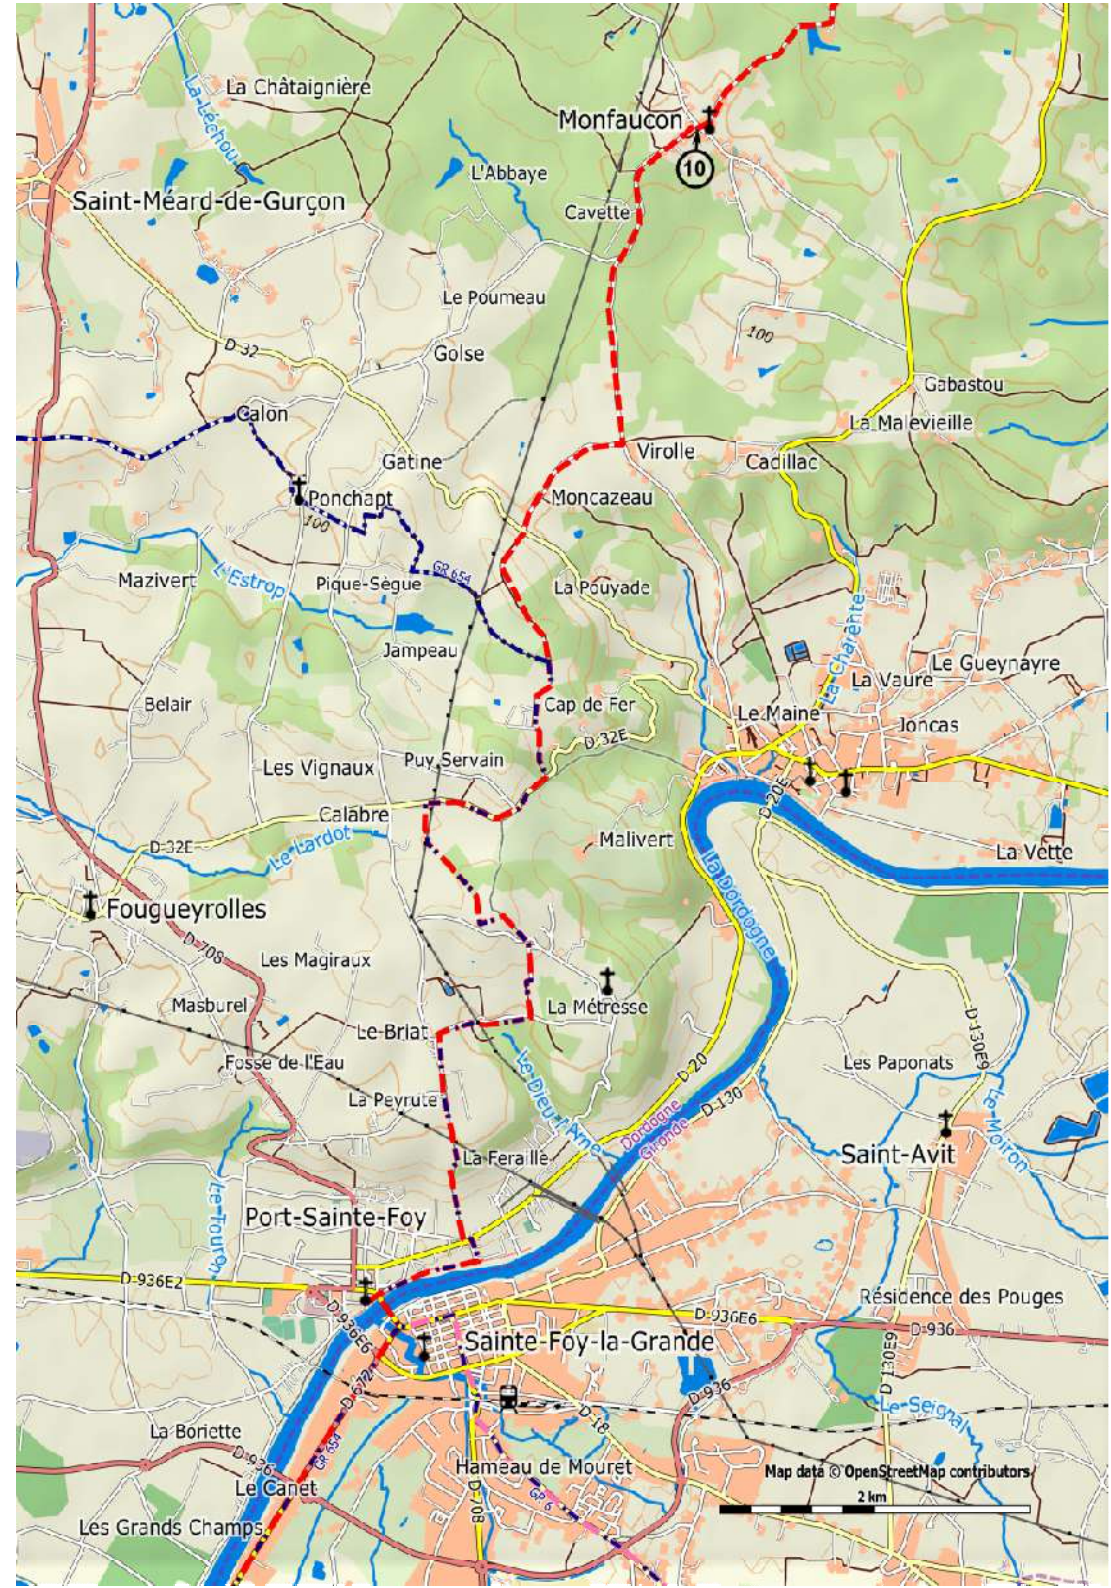 La Châtaignière
La Léchou
Monfaucon
10
L'Abbaye
Saint-Méard-de-Gurçon
Cavette
Le Poumeau
100
D 32
Golse
Gabastou
Calon
La Malevieille
Virolle
Gatine
Cadillac
Ponchapt
Moncazeau
100
GR 654
Mazivert
L'Estrop
Pique-Sègue
La Pouyade
La Charente
Jampeau
Le Gueynayre
La Vaure
Belair
Cap de Fer
Le Maine
Joncas
D 32E
Puy Servain
Les Vignaux
D 20E
Calabre
Malivert
D 32E
Le Lardot
La Vette
La Dordogne
Fougueyrolles
D 708
Les Magiraux
Masburel
La Métresse
Le Briat
D 130E9
Fosse de l'Eau
Le Dieu l'Ame
D 20
Les Paponats
La Peyrute
Dordogne
Gironde
D 130
Le Moiron
La Feraille
Saint-Avit
Le Touron
Port-Sainte-Foy
D 936E2
Résidence des Pouges
D 936E6
D 936E6
D 936
Sainte-Foy-la-Grande
D 130E9
D 672
D 936
Le Seignal
D 18
La Boriette
GR 654
D 936
Hameau de Mouret
Map data © OpenStreetMap contributors
Le Canet
GR 6
D 708
2 km
Les Grands Champs